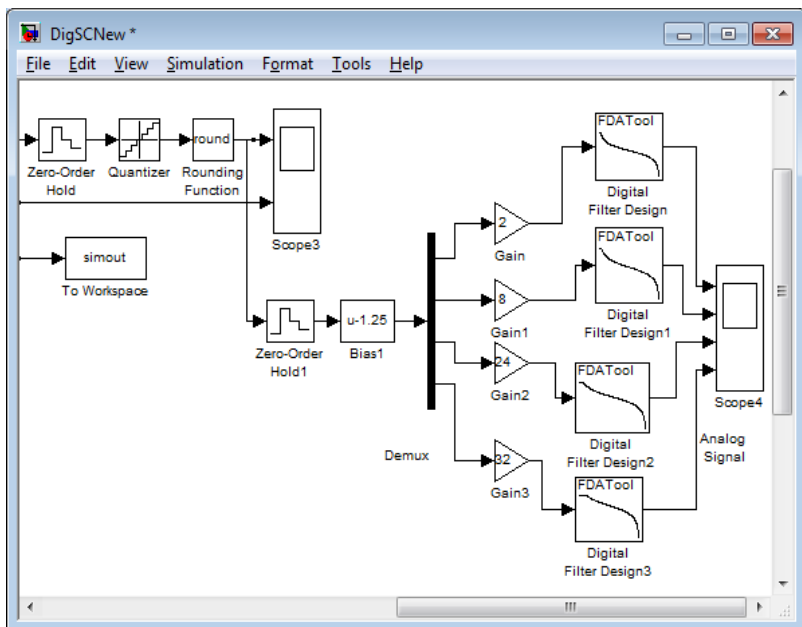 DigSCNew *
File Edit View Simulation Format Tools Help
round
Zero-Order
Hold
Quantizer
Rounding
Function
Scope3
simout
To Workspace
Zero-Order
Hold1
u-1.25
Bias1
Demux
2
Gain
8
Gain1
24
Gain2
32
Gain3
FDATool
Digital
Filter Design
FDATool
Digital
Filter Design1
FDATool
Digital
Filter Design2
FDATool
Digital
Filter Design3
Scope4
Analog
Signal